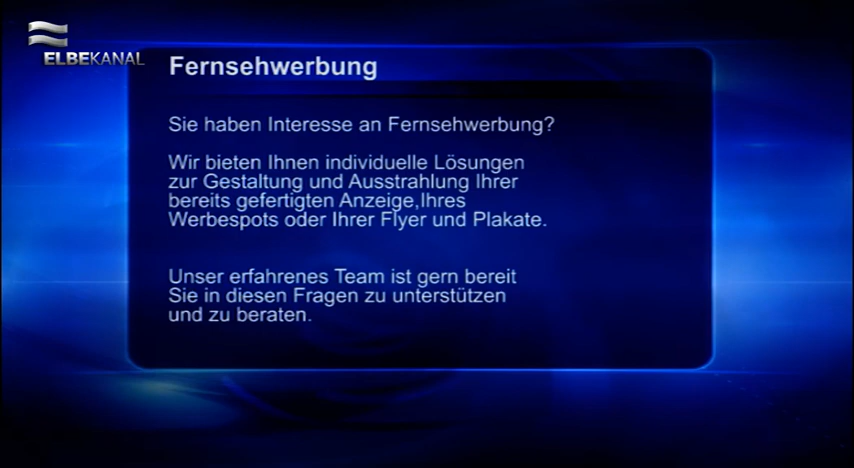 ELBEKANAL
Fernsehwerbung
Sie haben Interesse an Fernsehwerbung?
Wir bieten Ihnen individuelle Lösungen
zur Gestaltung und Ausstrahlung Ihrer
bereits gefertigten Anzeige,Ihres
Werbespots oder Ihrer Flyer und Plakate.
Unser erfahrenes Team ist gern bereit
Sie in diesen Fragen zu unterstützen
und zu beraten.